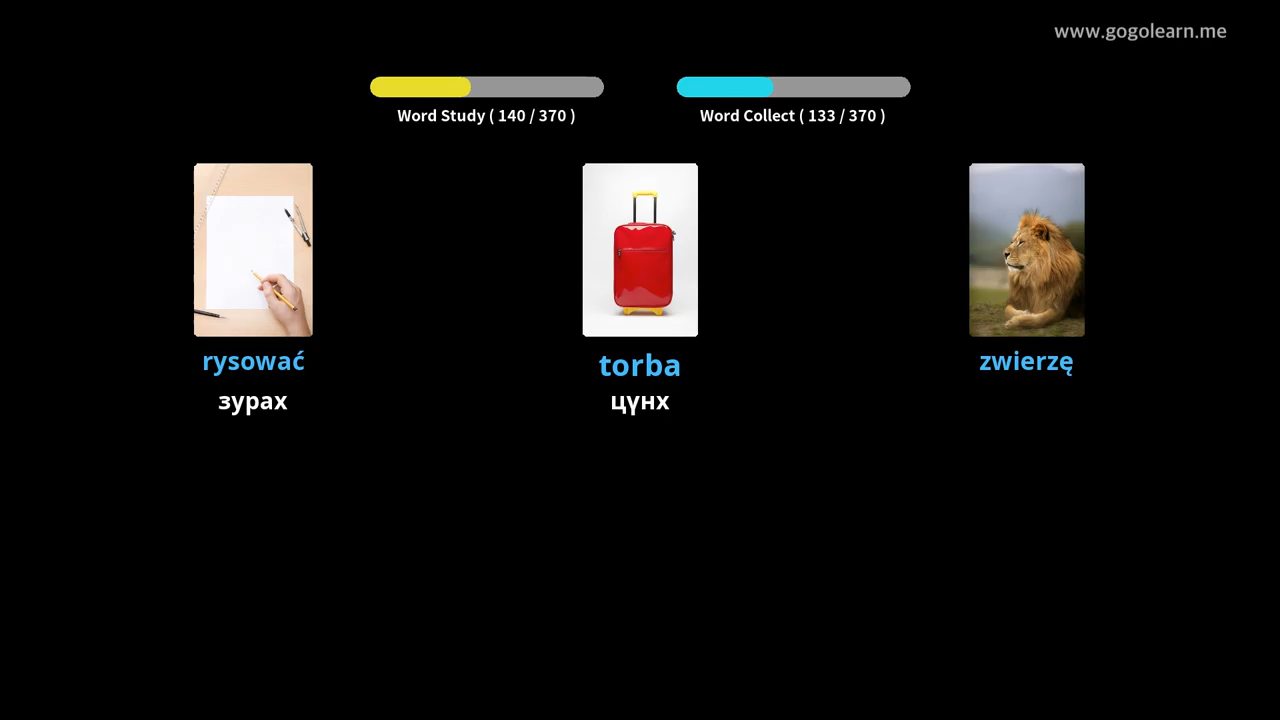 www.gogolearn.me
Word Study ( 140 / 370 )
Word Collect ( 133 / 370 )
rysować
torba
zwierzę
зурах
цүнх